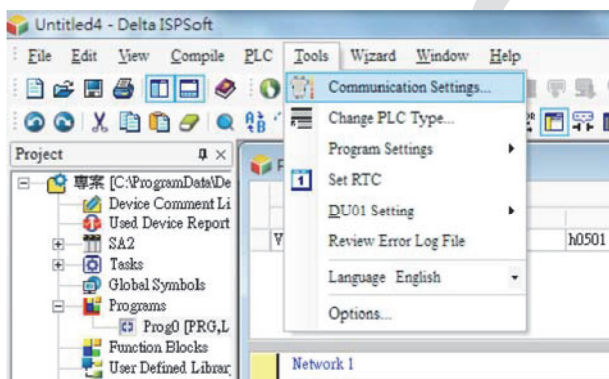 Untitled4 - Delta ISPSoft
File Edit View Compile PLC Tools Wizard Window Help
Communication Settings...
Change PLC Type...
Project
Program Settings
專案 [C:\ProgramData\De
Set RTC
Device Comment Li
DU01 Setting
Used Device Report
Review Error Log File
h0501
SA2
Tasks
Language English
Global Symbols
Programs
Options...
Prog0 [PRG,L
Function Blocks
User Defined Librar
Network 1